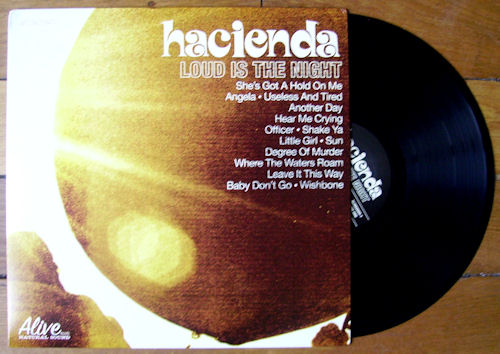 hacienda
LOUD IS THE NIGHT
She's Got A Hold On Me
Angela • Useless And Tired
Another Day
Hear Me Crying
Officer • Shake Ya
Little Girl • Sun
Degree Of Murder
Where The Waters Roam
Leave It This Way
Baby Don't Go • Wishbone
hacienda
Alive
NATURAL SOUND